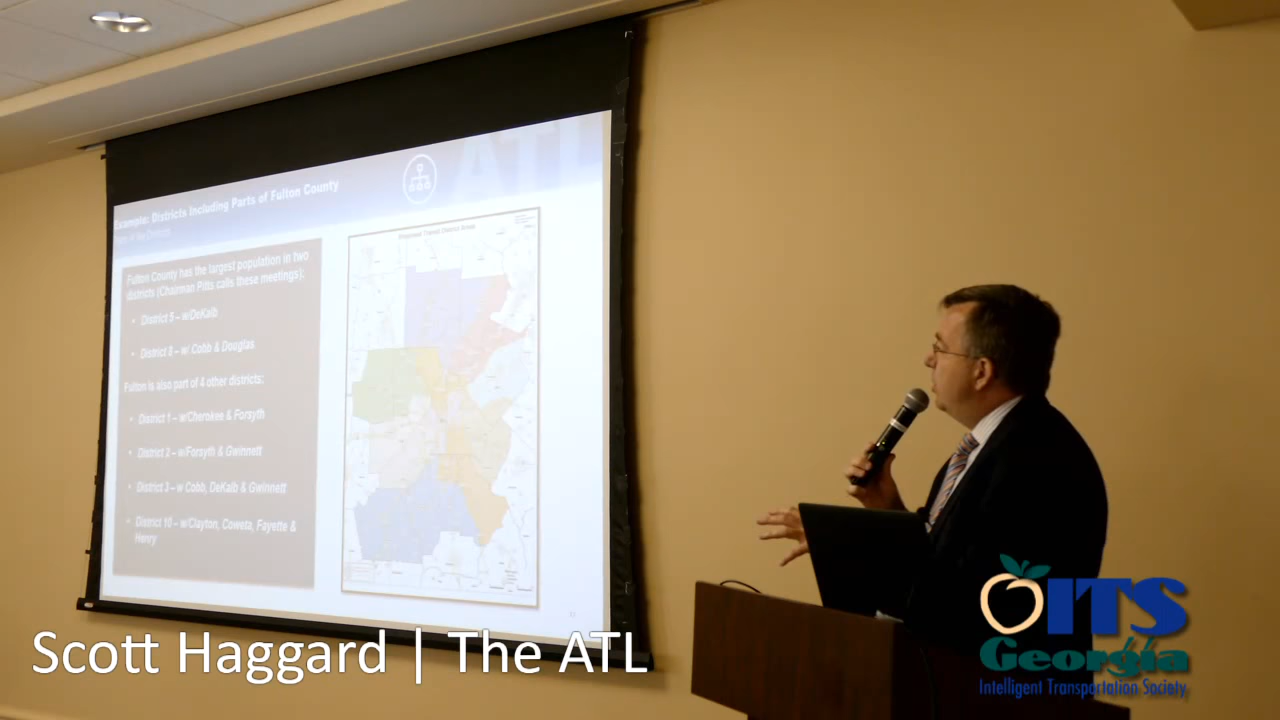 ATL
Example: Districts Including Parts of Fulton County
Fulton County has the largest population in two
districts (Chairman Pitts calls these meetings):
• District 5 – w/DeKalb
• District 8 – w/ Cobb & Douglas
Fulton is also part of 4 other districts:
• District 1 – w/Cherokee & Forsyth
• District 2 – w/Forsyth & Gwinnett
• District 3 – w Cobb, DeKalb & Gwinnett
• District 10 – w/Clayton, Coweta, Fayette &
Henry
Scott Haggard | The ATL
ITS
Georgia
Intelligent Transportation Society